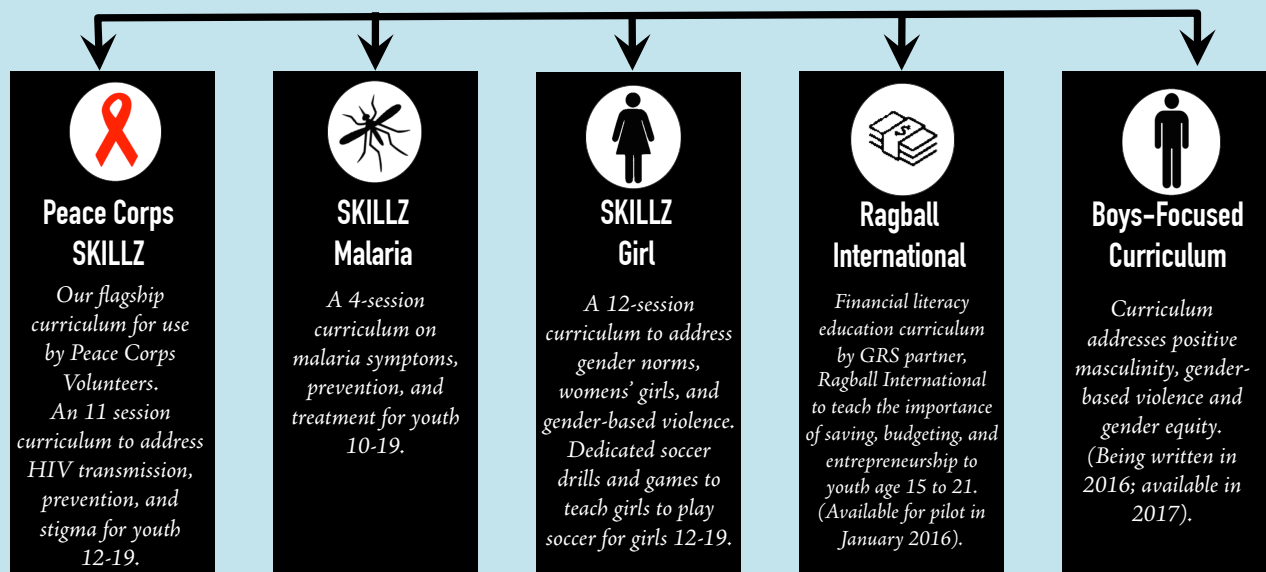 Peace Corps
SKILLZ
Our flagship
curriculum for use
by Peace Corps
Volunteers.
An 11 session
curriculum to address
HIV transmission,
prevention, and
stigma for youth
12-19.
SKILLZ
Malaria
A 4-session
curriculum on
malaria symptoms,
prevention, and
treatment for youth
10-19.
SKILLZ
Girl
A 12-session
curriculum to address
gender norms,
womens’ girls, and
gender-based violence.
Dedicated soccer
drills and games to
teach girls to play
soccer for girls 12-19.
$
Ragball
International
Financial literacy
education curriculum
by GRS partner,
Ragball International
to teach the importance
of saving, budgeting, and
entrepreneurship to
youth age 15 to 21.
(Available for pilot in
January 2016).
Boys-Focused
Curriculum
Curriculum
addresses positive
masculinity, gender-
based violence and
gender equity.
(Being written in
2016; available in
2017).